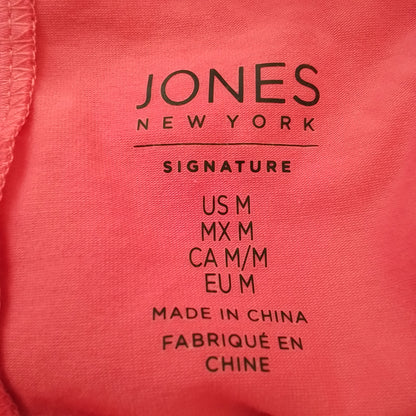 JONES
NEW YORK
SIGNATURE
US M
MX M
CA M/M
EU M
MADE IN CHINA
FABRIQUÉ EN
CHINE